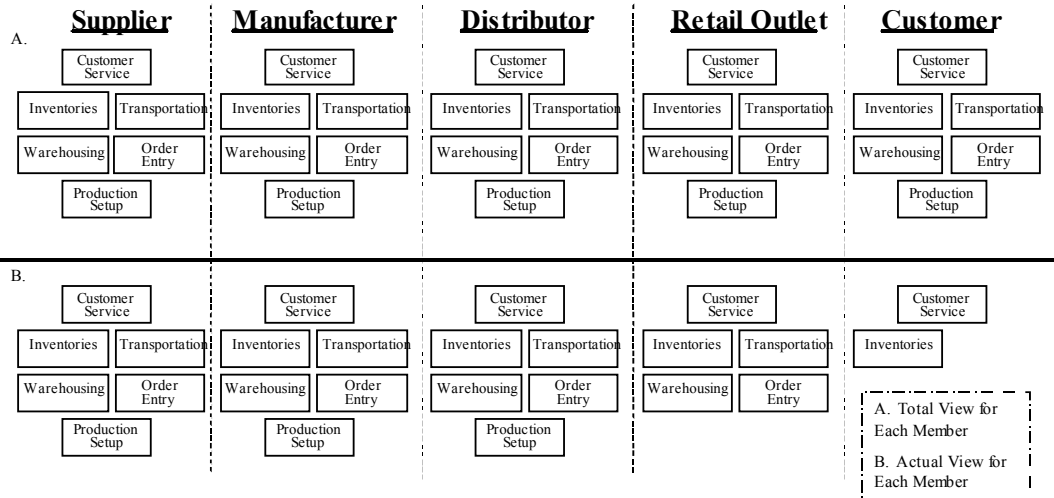 Supplier Manufacturer Distributor Retail Outlet Customer
A.
Customer Service Customer Service Customer Service Customer Service Customer Service
Inventories Transportation Inventories Transportation Inventories Transportation Inventories Transportation Inventories Transportation
Warehousing Order Entry Warehousing Order Entry Warehousing Order Entry Warehousing Order Entry Warehousing Order Entry
Production Setup Production Setup Production Setup Production Setup Production Setup
B.
Customer Service Customer Service Customer Service Customer Service Customer Service
Inventories Transportation Inventories Transportation Inventories Transportation Inventories Transportation Inventories
Warehousing Order Entry Warehousing Order Entry Warehousing Order Entry Warehousing Order Entry
Production Setup Production Setup Production Setup
A. Total View for
Each Member
B. Actual View for
Each Member